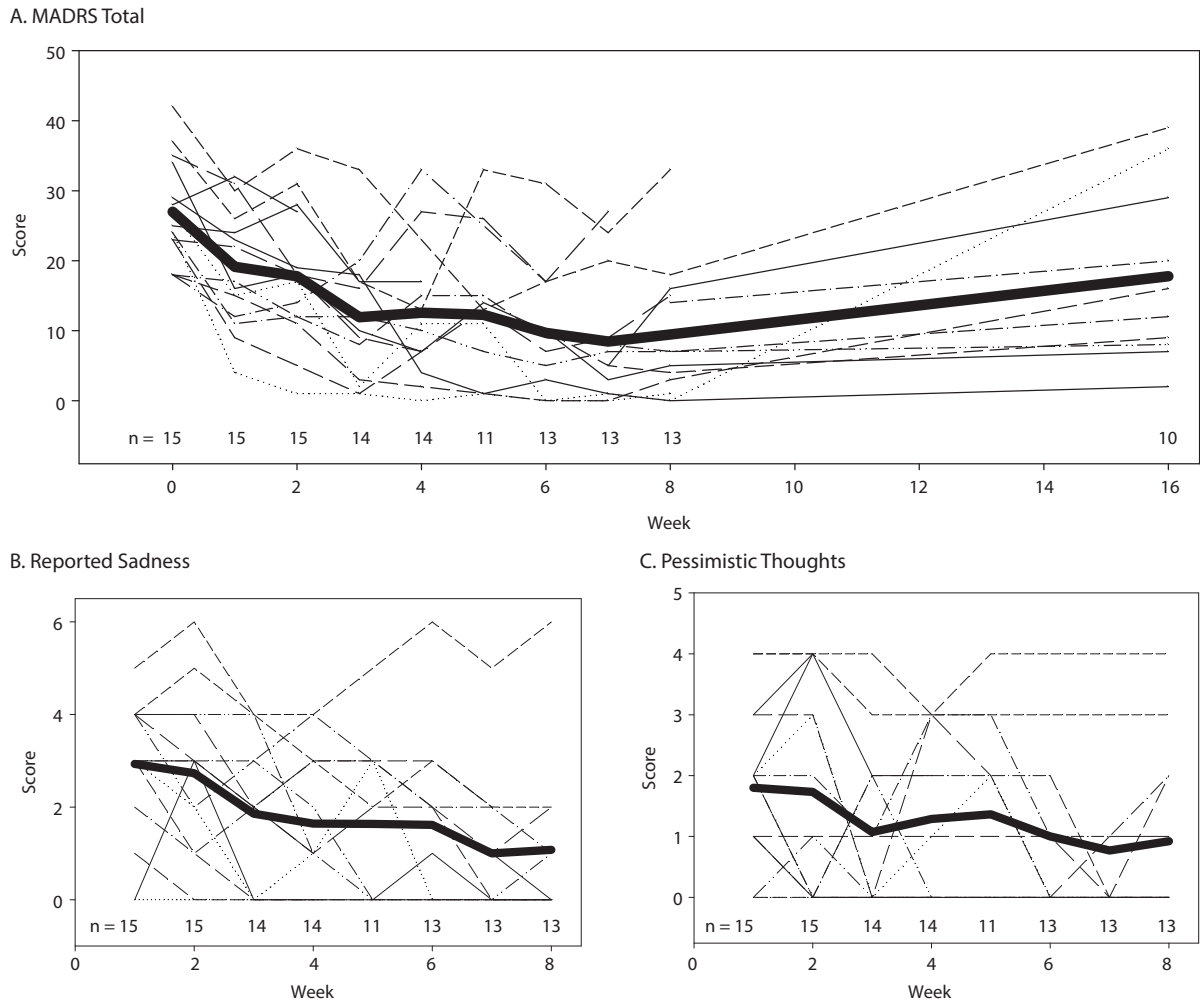 A. MADRS Total
50
40
30
20
10
0
Score
n = 15 15 15 14 14 11 13 13 13 10
0 2 4 6 8 10 12 14 16
Week
B. Reported Sadness
6
4
2
0
Score
n = 15 15 14 14 11 13 13 13
0 2 4 6 8
Week
C. Pessimistic Thoughts
5
4
3
2
1
0
Score
n = 15 15 14 14 11 13 13 13
0 2 4 6 8
Week